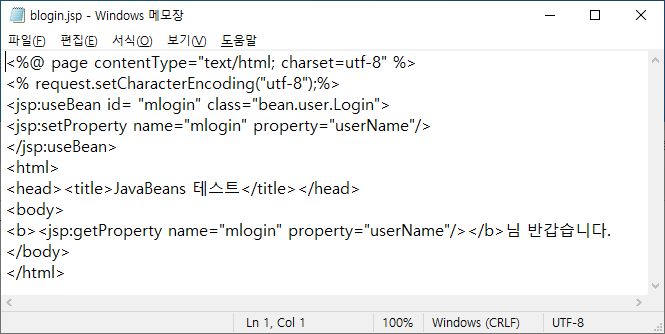 blogin.jsp - Windows 메모장
파일(F) 편집(E) 서식(O) 보기(V) 도움말
<%@ page contentType="text/html; charset=utf-8" %>
<% request.setCharacterEncoding("utf-8");%>
<jsp:useBean id= "mlogin" class="bean.user.Login">
<jsp:setProperty name="mlogin" property="userName"/>
</jsp:useBean>
<html>
<head><title>JavaBeans 테스트</title></head>
<body>
<b><jsp:getProperty name="mlogin" property="userName"/></b>님 반갑습니다.
</body>
</html>
Ln 1, Col 1 100% Windows (CRLF) UTF-8